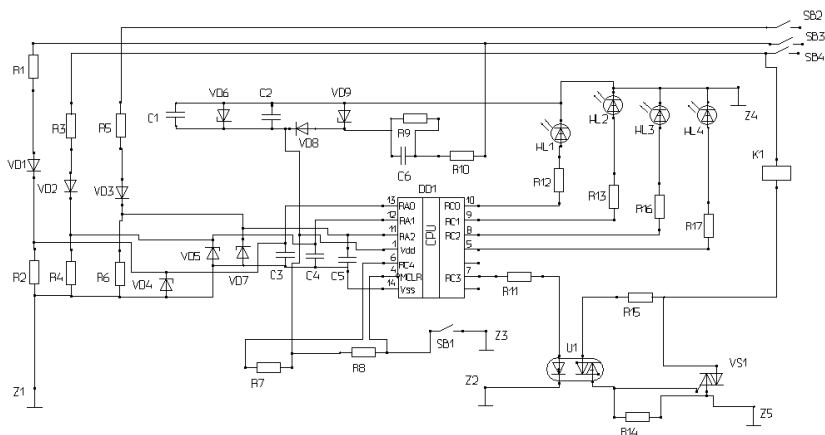 SB2
SB3
SB4
R1
R3
R5
VD6
C2
VD9
C1
VD8
R9
C6
R10
HL1
HL2
HL3
HL4
Z4
K1
VD1
VD2
VD3
R12
R13
R16
R17
DD1
CPU
13 RA0 RC0 10
12 RA1 RC1 9
11 RA2 RC2 8
1 Vdd 5
6 RC4
4 MCLR RC3 7
14 Vss
R2
R4
R6
VD4
VD5
VD7
C3
C4
C5
R11
R15
R7
R8
SB1
Z3
U1
VS1
Z1
Z2
R14
Z5